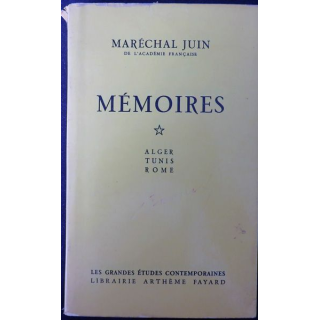 MARÉCHAL JUIN
DE L'ACADÉMIE FRANÇAISE
MÉMOIRES
ALGER
TUNIS
ROME
LES GRANDES ÉTUDES CONTEMPORAINES
LIBRAIRIE ARTHÈME FAYARD